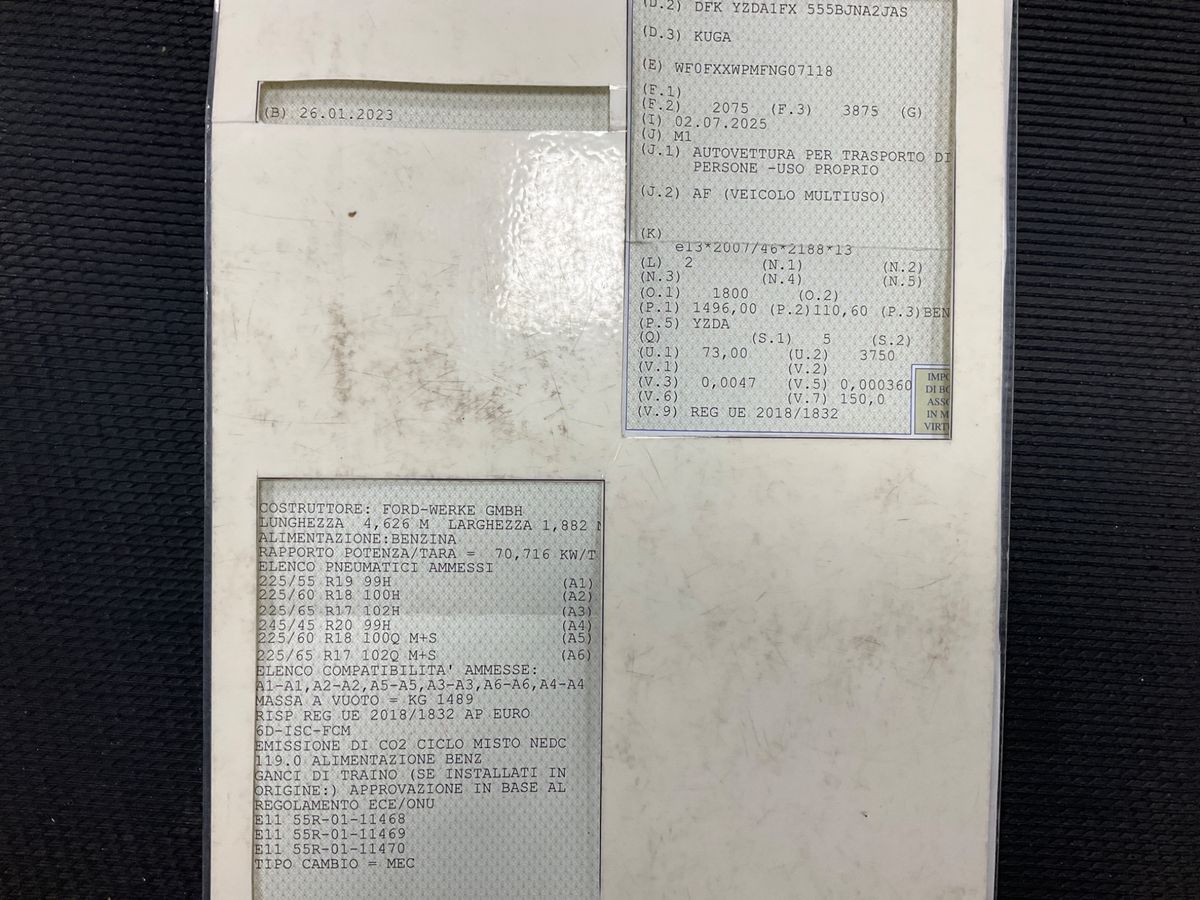 (B) 26.01.2023
(D.2) DFK YZDA1FX 555BJNA2JAS
(D.3) KUGA
(E) WF0FXXWPMFNG07118
(F.1)
(F.2) 2075 (F.3) 3875 (G)
(I) 02.07.2025
(J) M1
(J.1) AUTOVETTURA PER TRASPORTO DI
PERSONE -USO PROPRIO
(J.2) AF (VEICOLO MULTIUSO)
(K)
e13*2007/46*2188*13
(L) 2 (N.1) (N.2)
(N.3) (N.4) (N.5)
(O.1) 1800 (O.2)
(P.1) 1496,00 (P.2)110,60 (P.3)BEN
(P.5) YZDA
(Q) (S.1) 5 (S.2)
(U.1) 73,00 (U.2) 3750
(V.1) (V.2)
(V.3) 0,0047 (V.5) 0,000360
(V.6) (V.7) 150,0
(V.9) REG UE 2018/1832
IMPO
DI BO
ASSO
IN M
VIRTU
COSTRUTTORE: FORD-WERKE GMBH
LUNGHEZZA 4,626 M LARGHEZZA 1,882
ALIMENTAZIONE:BENZINA
RAPPORTO POTENZA/TARA = 70,716 KW/T
ELENCO PNEUMATICI AMMESSI
225/55 R19 99H (A1)
225/60 R18 100H (A2)
225/65 R17 102H (A3)
245/45 R20 99H (A4)
225/60 R18 100Q M+S (A5)
225/65 R17 102Q M+S (A6)
ELENCO COMPATIBILITA' AMMESSE:
A1-A1,A2-A2,A5-A5,A3-A3,A6-A6,A4-A4
MASSA A VUOTO = KG 1489
RISP REG UE 2018/1832 AP EURO
6D-ISC-FCM
EMISSIONE DI CO2 CICLO MISTO NEDC
119.0 ALIMENTAZIONE BENZ
GANCI DI TRAINO (SE INSTALLATI IN
ORIGINE:) APPROVAZIONE IN BASE AL
REGOLAMENTO ECE/ONU
E11 55R-01-11468
E11 55R-01-11469
E11 55R-01-11470
TIPO CAMBIO = MEC